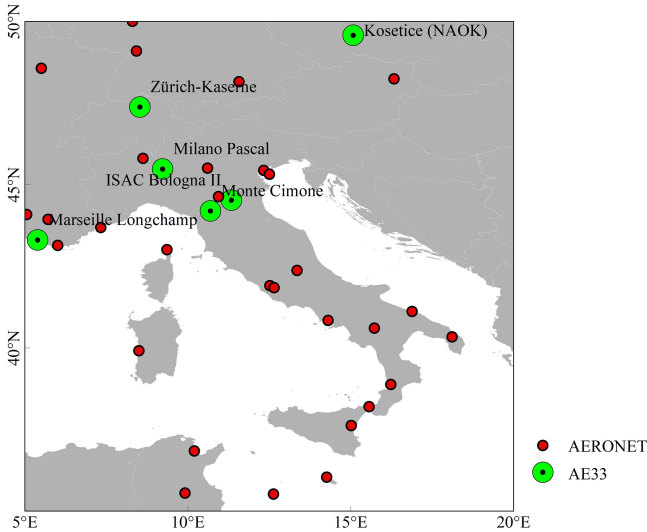 50°N
Kosetice (NAOK)
Zürich-Kaserne
Milano Pascal
45°N
ISAC Bologna II
Monte Cimone
Marseille Longchamp
40°N
AERONET
AE33
5°E
10°E
15°E
20°E